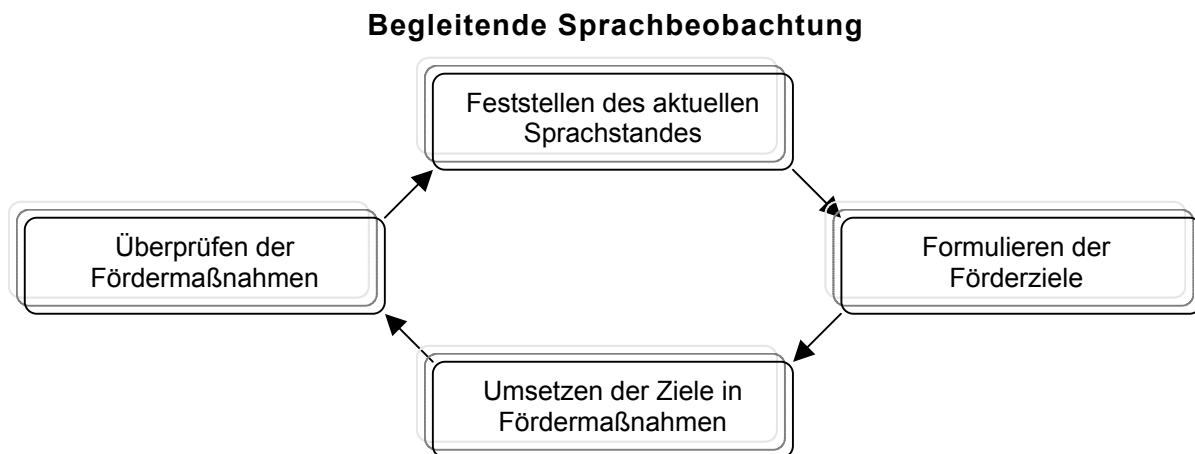 Begleitende Sprachbeobachtung
Feststellen des aktuellen
Sprachstandes
Überprüfen der
Fördermaßnahmen
Formulieren der
Förderziele
Umsetzen der Ziele in
Fördermaßnahmen